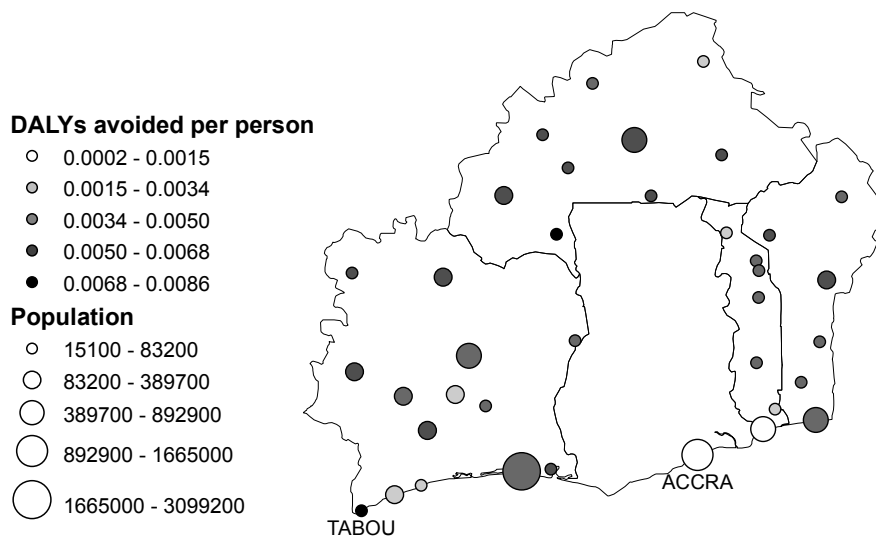 DALYs avoided per person
0.0002 - 0.0015
0.0015 - 0.0034
0.0034 - 0.0050
0.0050 - 0.0068
0.0068 - 0.0086
Population
15100 - 83200
83200 - 389700
389700 - 892900
892900 - 1665000
1665000 - 3099200
ACCRA
TABOU